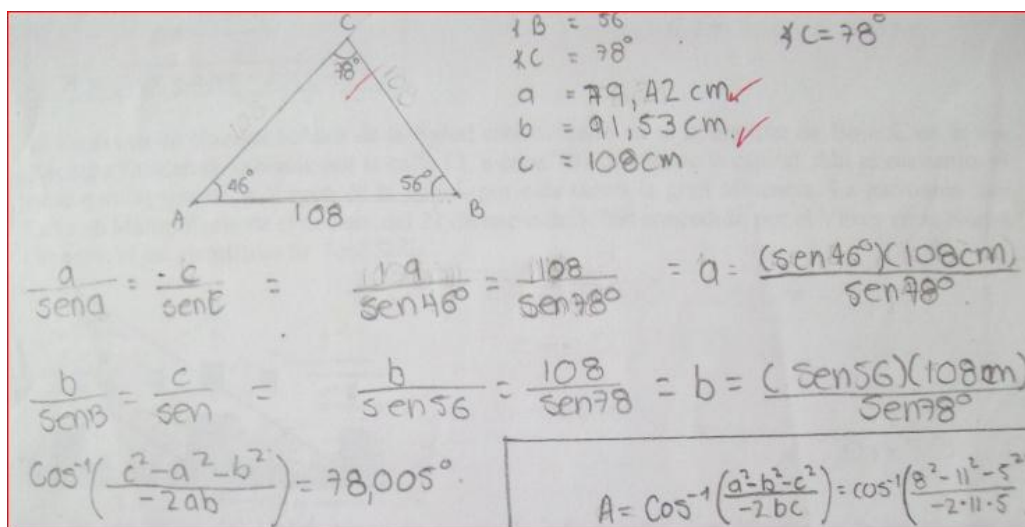 C
78°
46°
56°
A
B
108
∡B = 56
∡C = 78°
a = 79,42 cm
b = 91,53 cm
c = 108cm
∡C = 78°
a/sena = c/senC = a/sen46° = 108/sen78° = a = (sen46°)(108cm)/sen78°
b/senB = c/sen = b/sen56 = 108/sen78 = b = (sen56)(108cm)/sen78°
cos⁻¹(c²-a²-b²/-2ab) = 78,005°
A = cos⁻¹(a²-b²-c²/-2bc) = cos⁻¹(8²-11²-5²/-2·11·5